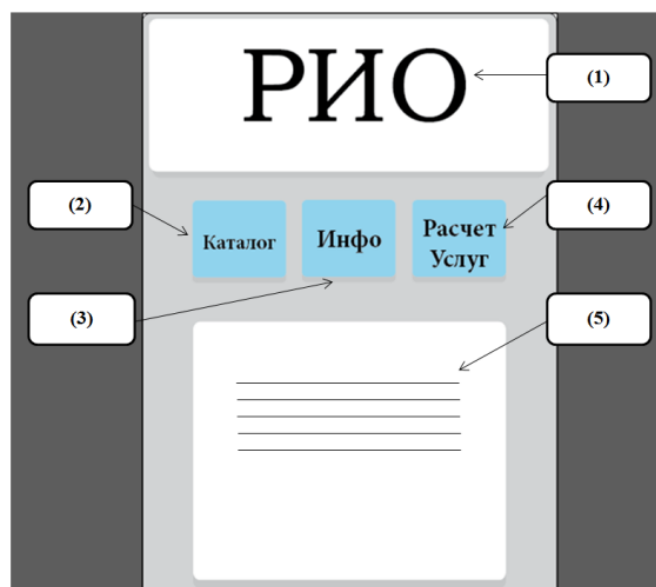 РИО
(1)
(2)
Каталог
Инфо
Расчет
Услуг
(4)
(3)
(5)